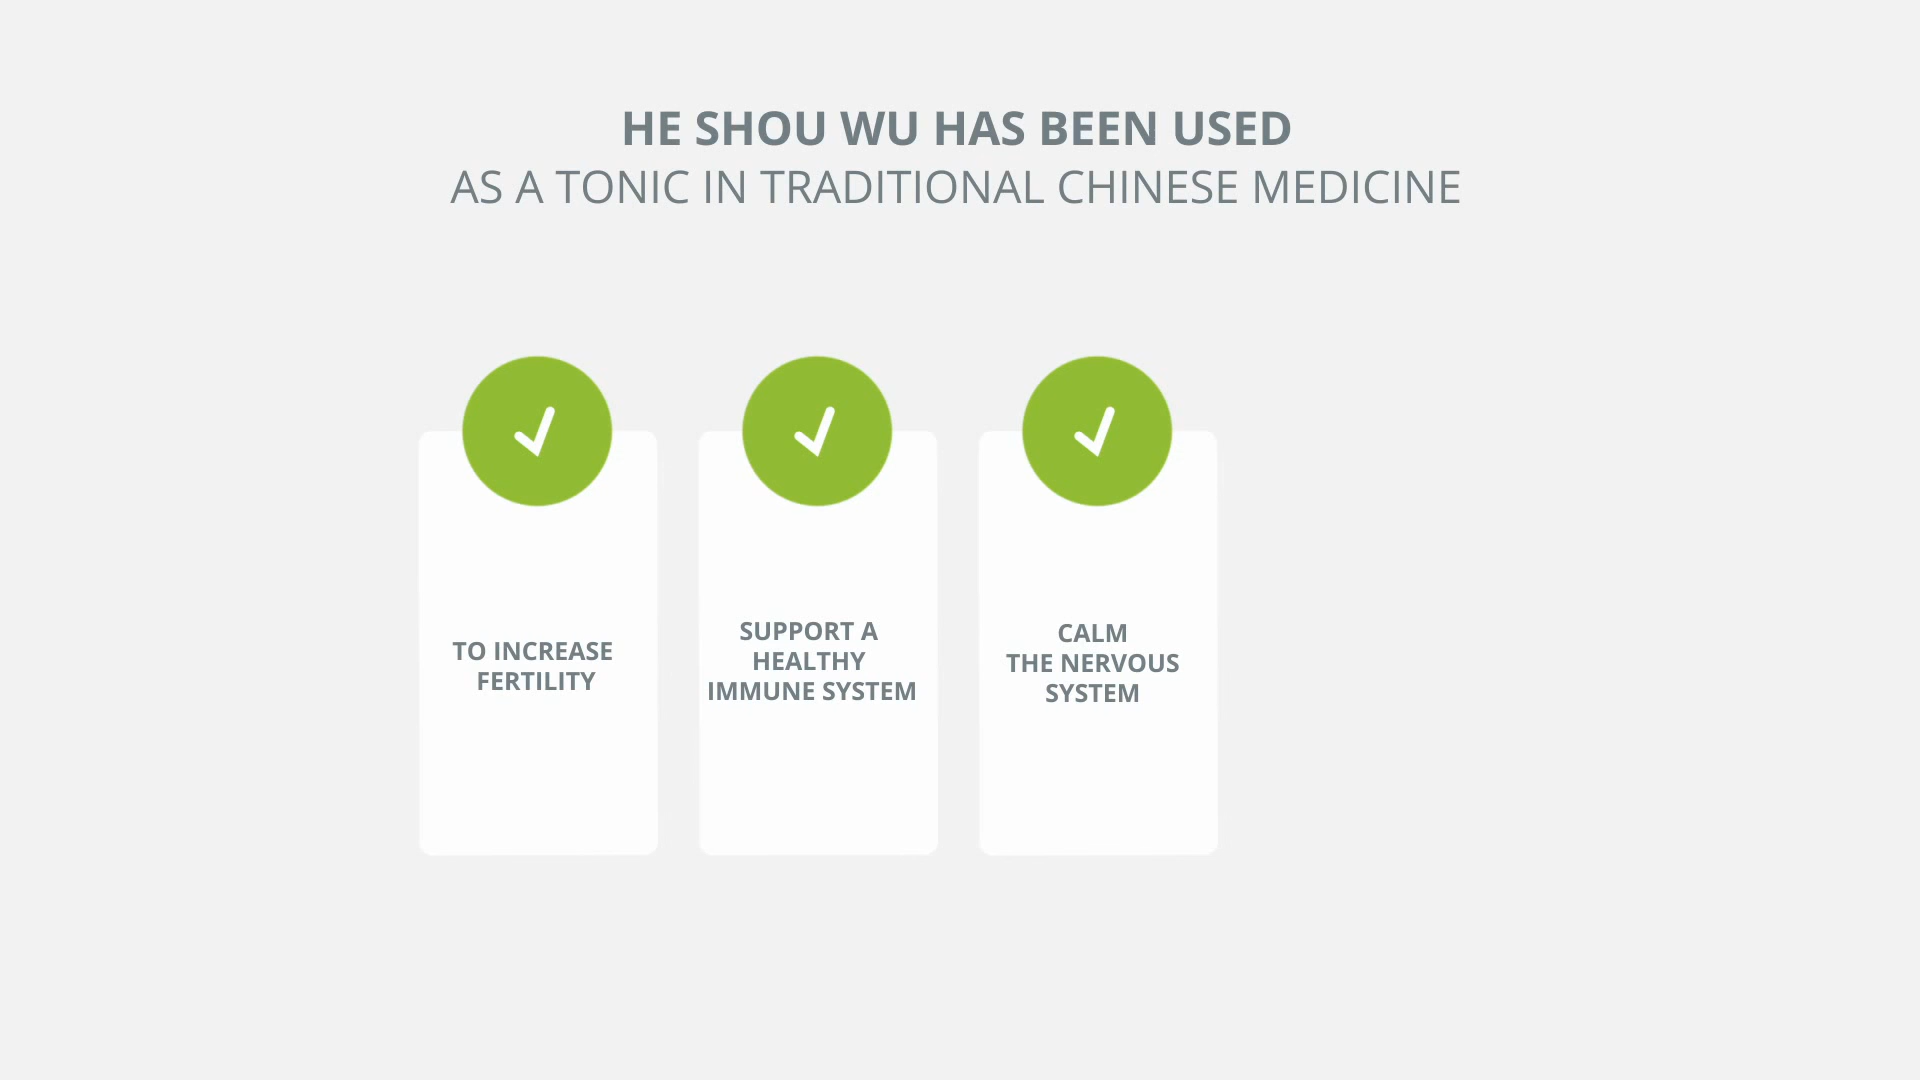 HE SHOU WU HAS BEEN USED
AS A TONIC IN TRADITIONAL CHINESE MEDICINE
TO INCREASE
FERTILITY
SUPPORT A
HEALTHY
IMMUNE SYSTEM
CALM
THE NERVOUS
SYSTEM